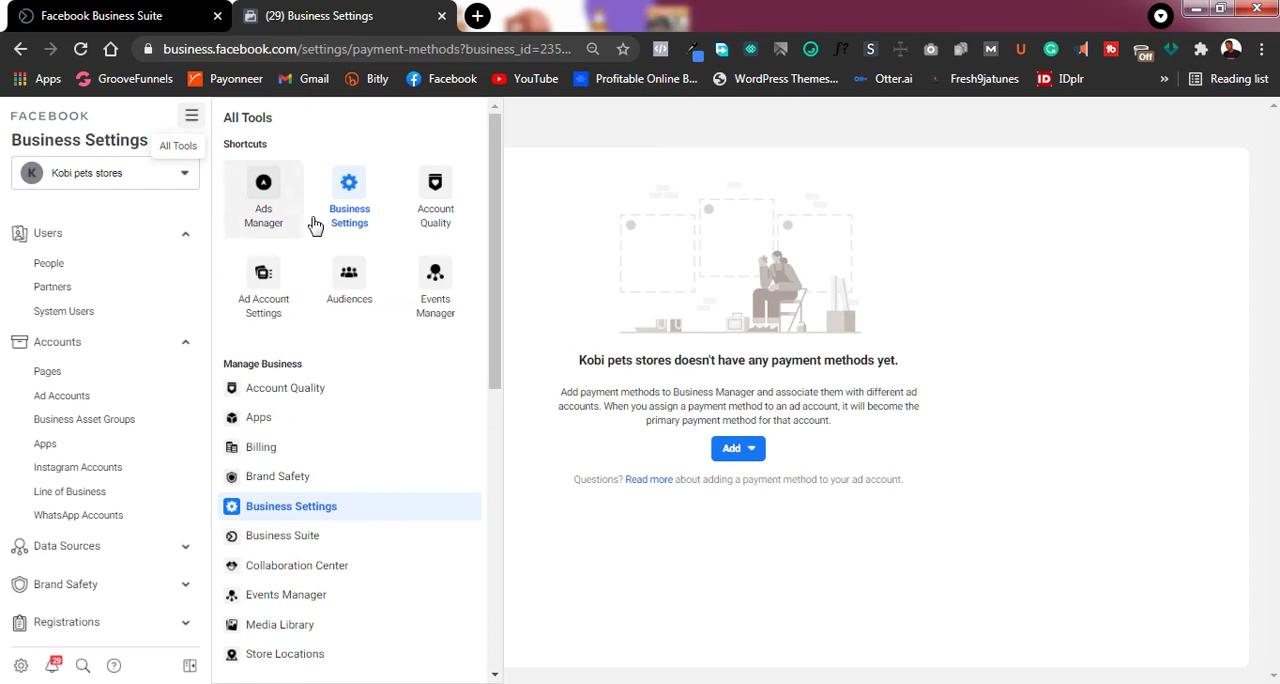 Facebook Business Suite
(29) Business Settings
business.facebook.com/settings/payment-methods?business_id=235...
Off
Apps
GrooveFunnels
Payonneer
Gmail
Bitly
Facebook
YouTube
Profitable Online B...
WordPress Themes...
Otter.ai
Fresh9jatunes
IDplr
»
Reading list
FACEBOOK
Business Settings
All Tools
K Kobi pets stores
Users
People
Partners
System Users
Accounts
Pages
Ad Accounts
Business Asset Groups
Apps
Instagram Accounts
Line of Business
WhatsApp Accounts
Data Sources
Brand Safety
Registrations
29
All Tools
Shortcuts
Ads
Manager
Business
Settings
Account
Quality
Ad Account
Settings
Audiences
Events
Manager
Manage Business
Account Quality
Apps
Billing
Brand Safety
Business Settings
Business Suite
Collaboration Center
Events Manager
Media Library
Store Locations
Kobi pets stores doesn't have any payment methods yet.
Add payment methods to Business Manager and associate them with different ad
accounts. When you assign a payment method to an ad account, it will become the
primary payment method for that account.
Add
Questions? Read more about adding a payment method to your ad account.